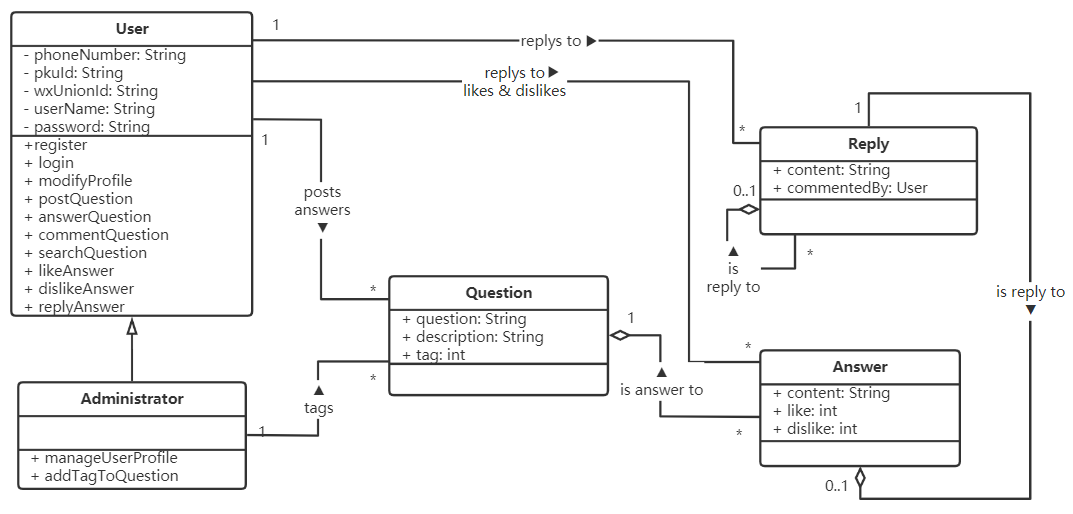 User
- phoneNumber: String
- pkuId: String
- wxUnionId: String
- userName: String
- password: String
+register
+ login
+ modifyProfile
+ postQuestion
+ answerQuestion
+ commentQuestion
+ searchQuestion
+ likeAnswer
+ dislikeAnswer
+ replyAnswer
1
replys to ▶
*
replys to ▶
likes & dislikes
*
1
posts
answers
▼
*
Reply
+ content: String
+ commentedBy: User
0..1
▲
is
reply to
*
1
is reply to
▼
0..1
Question
+ question: String
+ description: String
+ tag: int
1
▲
is answer to
*
Answer
+ content: String
+ like: int
+ dislike: int
Administrator
+ manageUserProfile
+ addTagToQuestion
1
▲
tags
*